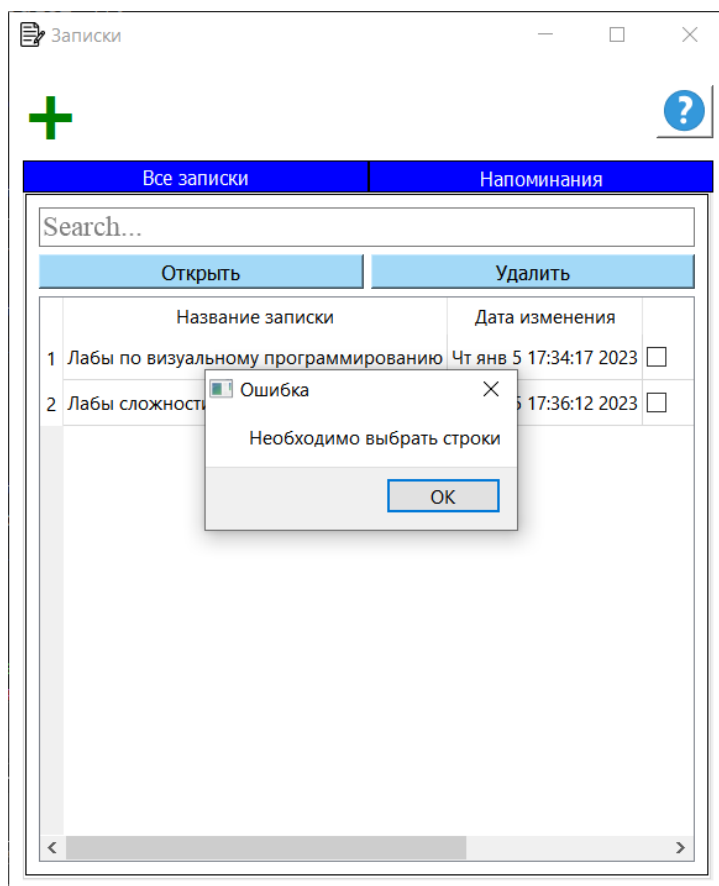 Записки
?
Все записки Напоминания
Search...
Открыть Удалить
Название записки Дата изменения
1 Лабы по визуальному программированию Чт янв 5 17:34:17 2023
2 Лабы сложности 5 17:36:12 2023
Ошибка
Необходимо выбрать строки
OK